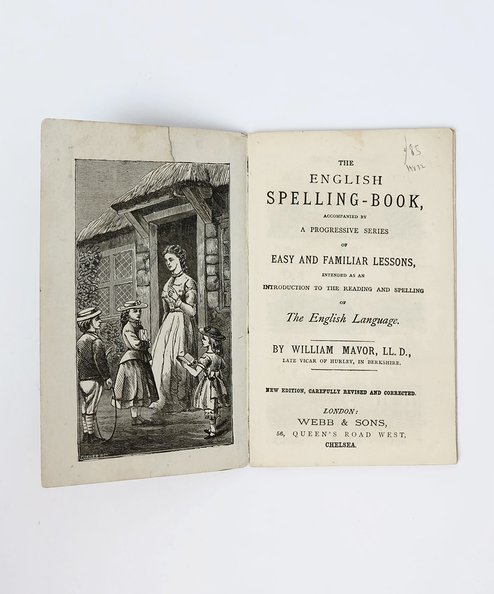 THE
ENGLISH
SPELLING-BOOK,
ACCOMPANIED BY
A PROGRESSIVE SERIES
OF
EASY AND FAMILIAR LESSONS,
INTENDED AS AN
INTRODUCTION TO THE READING AND SPELLING
OF
The English Language.
BY WILLIAM MAVOR, LL. D.,
LATE VICAR OF HURLEY, IN BERKSHIRE.
NEW EDITION, CAREFULLY REVISED AND CORRECTED.
LONDON:
WEBB & SONS,
56, QUEEN'S ROAD WEST,
CHELSEA.